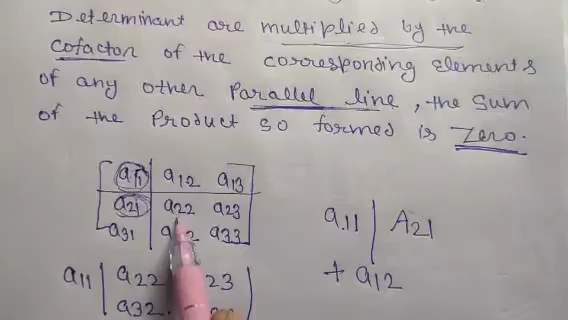 Determinant are multiplied by the
cofactor of the corresponding elements
of any other Parallel line, the Sum
of the Product so formed is Zero.
a11 a12 a13
a21 a22 a23
a31 a33
a11 | A21
+ a12
a11 | a22 23
a32